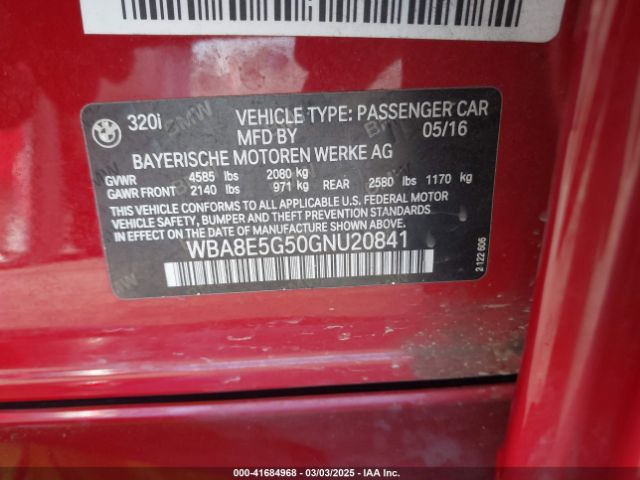 BMW
320i
VEHICLE TYPE: PASSENGER CAR
MFD BY
05/16
BAYERISCHE MOTOREN WERKE AG
GVWR 4585 lbs 2080 kg
GAWR FRONT 2140 lbs 971 kg REAR 2580 lbs 1170 kg
THIS VEHICLE CONFORMS TO ALL APPLICABLE U.S. FEDERAL MOTOR
VEHICLE SAFETY, BUMPER AND THEFT PREVENTION STANDARDS
IN EFFECT ON THE DATE OF MANUFACTURE SHOWN ABOVE.
WBA8E5G50GNU20841
2 122 606
000-41684968 - 03/03/2025 - IAA Inc.